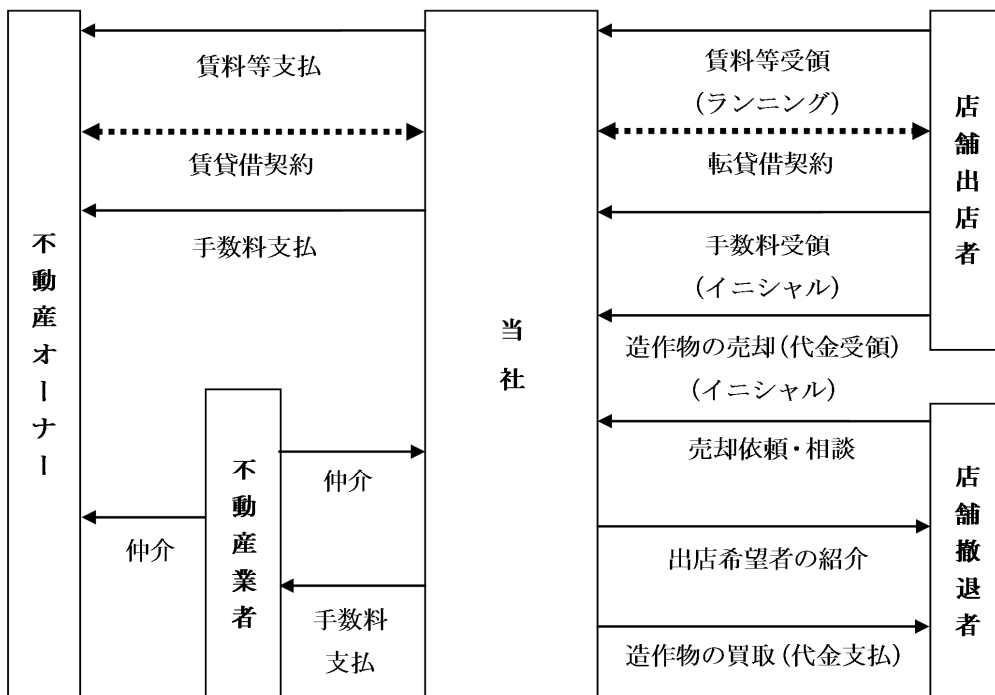 不動産オーナー
賃料等支払
賃貸借契約
手数料支払
不動産業者
仲介
仲介
手数料
支払
当社
賃料等受領
(ランニング)
転貸借契約
手数料受領
(イニシャル)
造作物の売却(代金受領)
(イニシャル)
売却依頼・相談
出店希望者の紹介
造作物の買取(代金支払)
店舗出店者
店舗撤退者